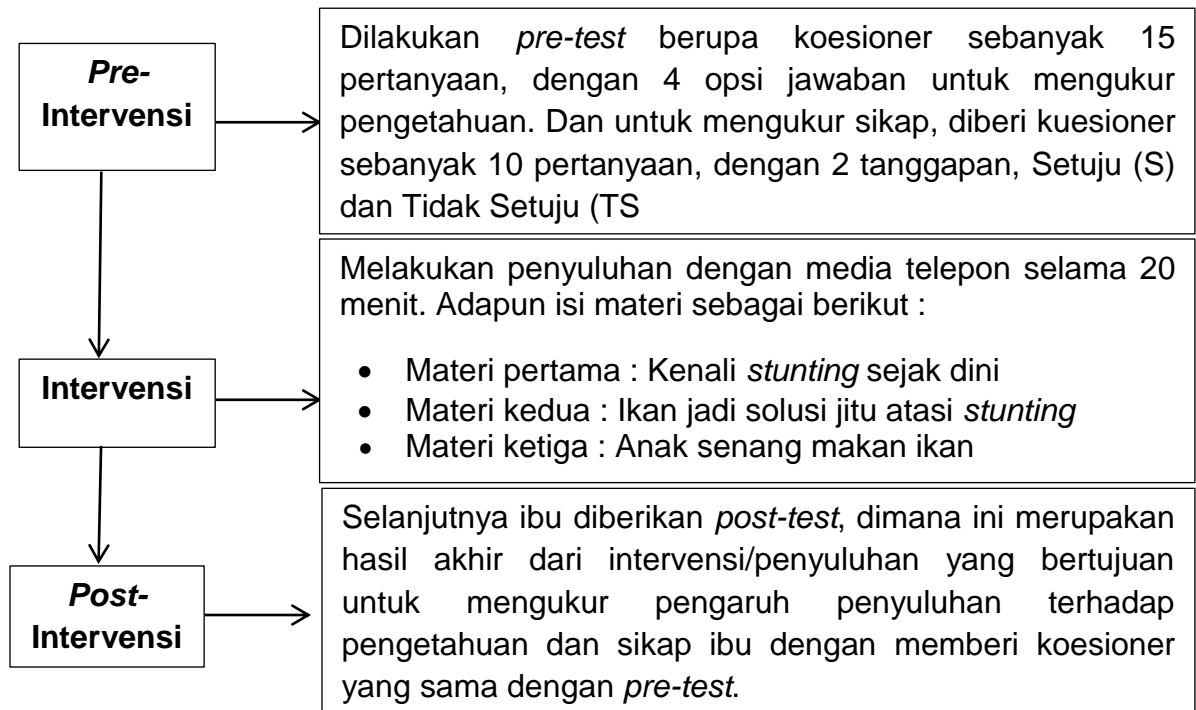 Pre-
Intervensi
Dilakukan pre-test berupa koesioner sebanyak 15
pertanyaan, dengan 4 opsi jawaban untuk mengukur
pengetahuan. Dan untuk mengukur sikap, diberi kuesioner
sebanyak 10 pertanyaan, dengan 2 tanggapan, Setuju (S)
dan Tidak Setuju (TS
Intervensi
Melakukan penyuluhan dengan media telepon selama 20
menit. Adapun isi materi sebagai berikut :
• Materi pertama : Kenali stunting sejak dini
• Materi kedua : Ikan jadi solusi jitu atasi stunting
• Materi ketiga : Anak senang makan ikan
Post-
Intervensi
Selanjutnya ibu diberikan post-test, dimana ini merupakan
hasil akhir dari intervensi/penyuluhan yang bertujuan
untuk mengukur pengaruh penyuluhan terhadap
pengetahuan dan sikap ibu dengan memberi koesioner
yang sama dengan pre-test.